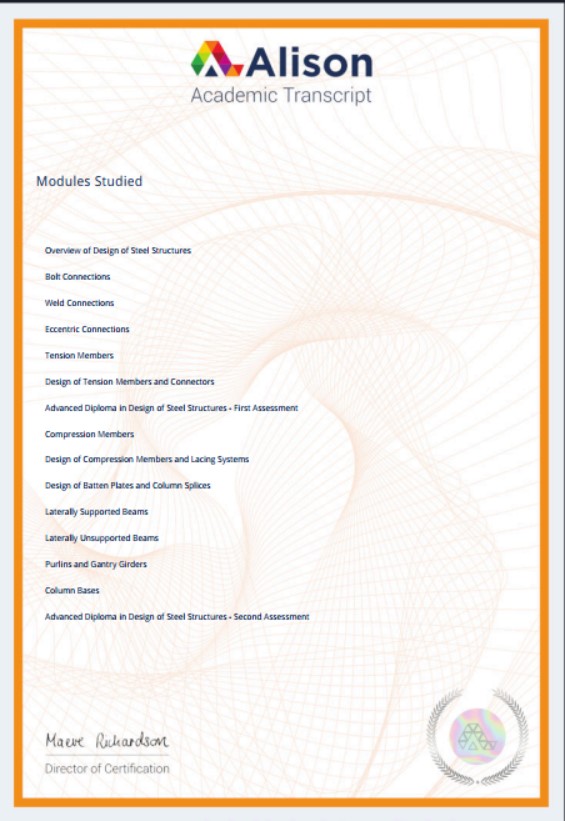 Alison
Academic Transcript
Modules Studied
Overview of Design of Steel Structures
Bolt Connections
Weld Connections
Eccentric Connections
Tension Members
Design of Tension Members and Connectors
Advanced Diploma in Design of Steel Structures - First Assessment
Compression Members
Design of Compression Members and Lacing Systems
Design of Batten Plates and Column Splices
Laterally Supported Beams
Laterally Unsupported Beams
Purlins and Gantry Girders
Column Bases
Advanced Diploma in Design of Steel Structures - Second Assessment
Maeve Richardson
Director of Certification